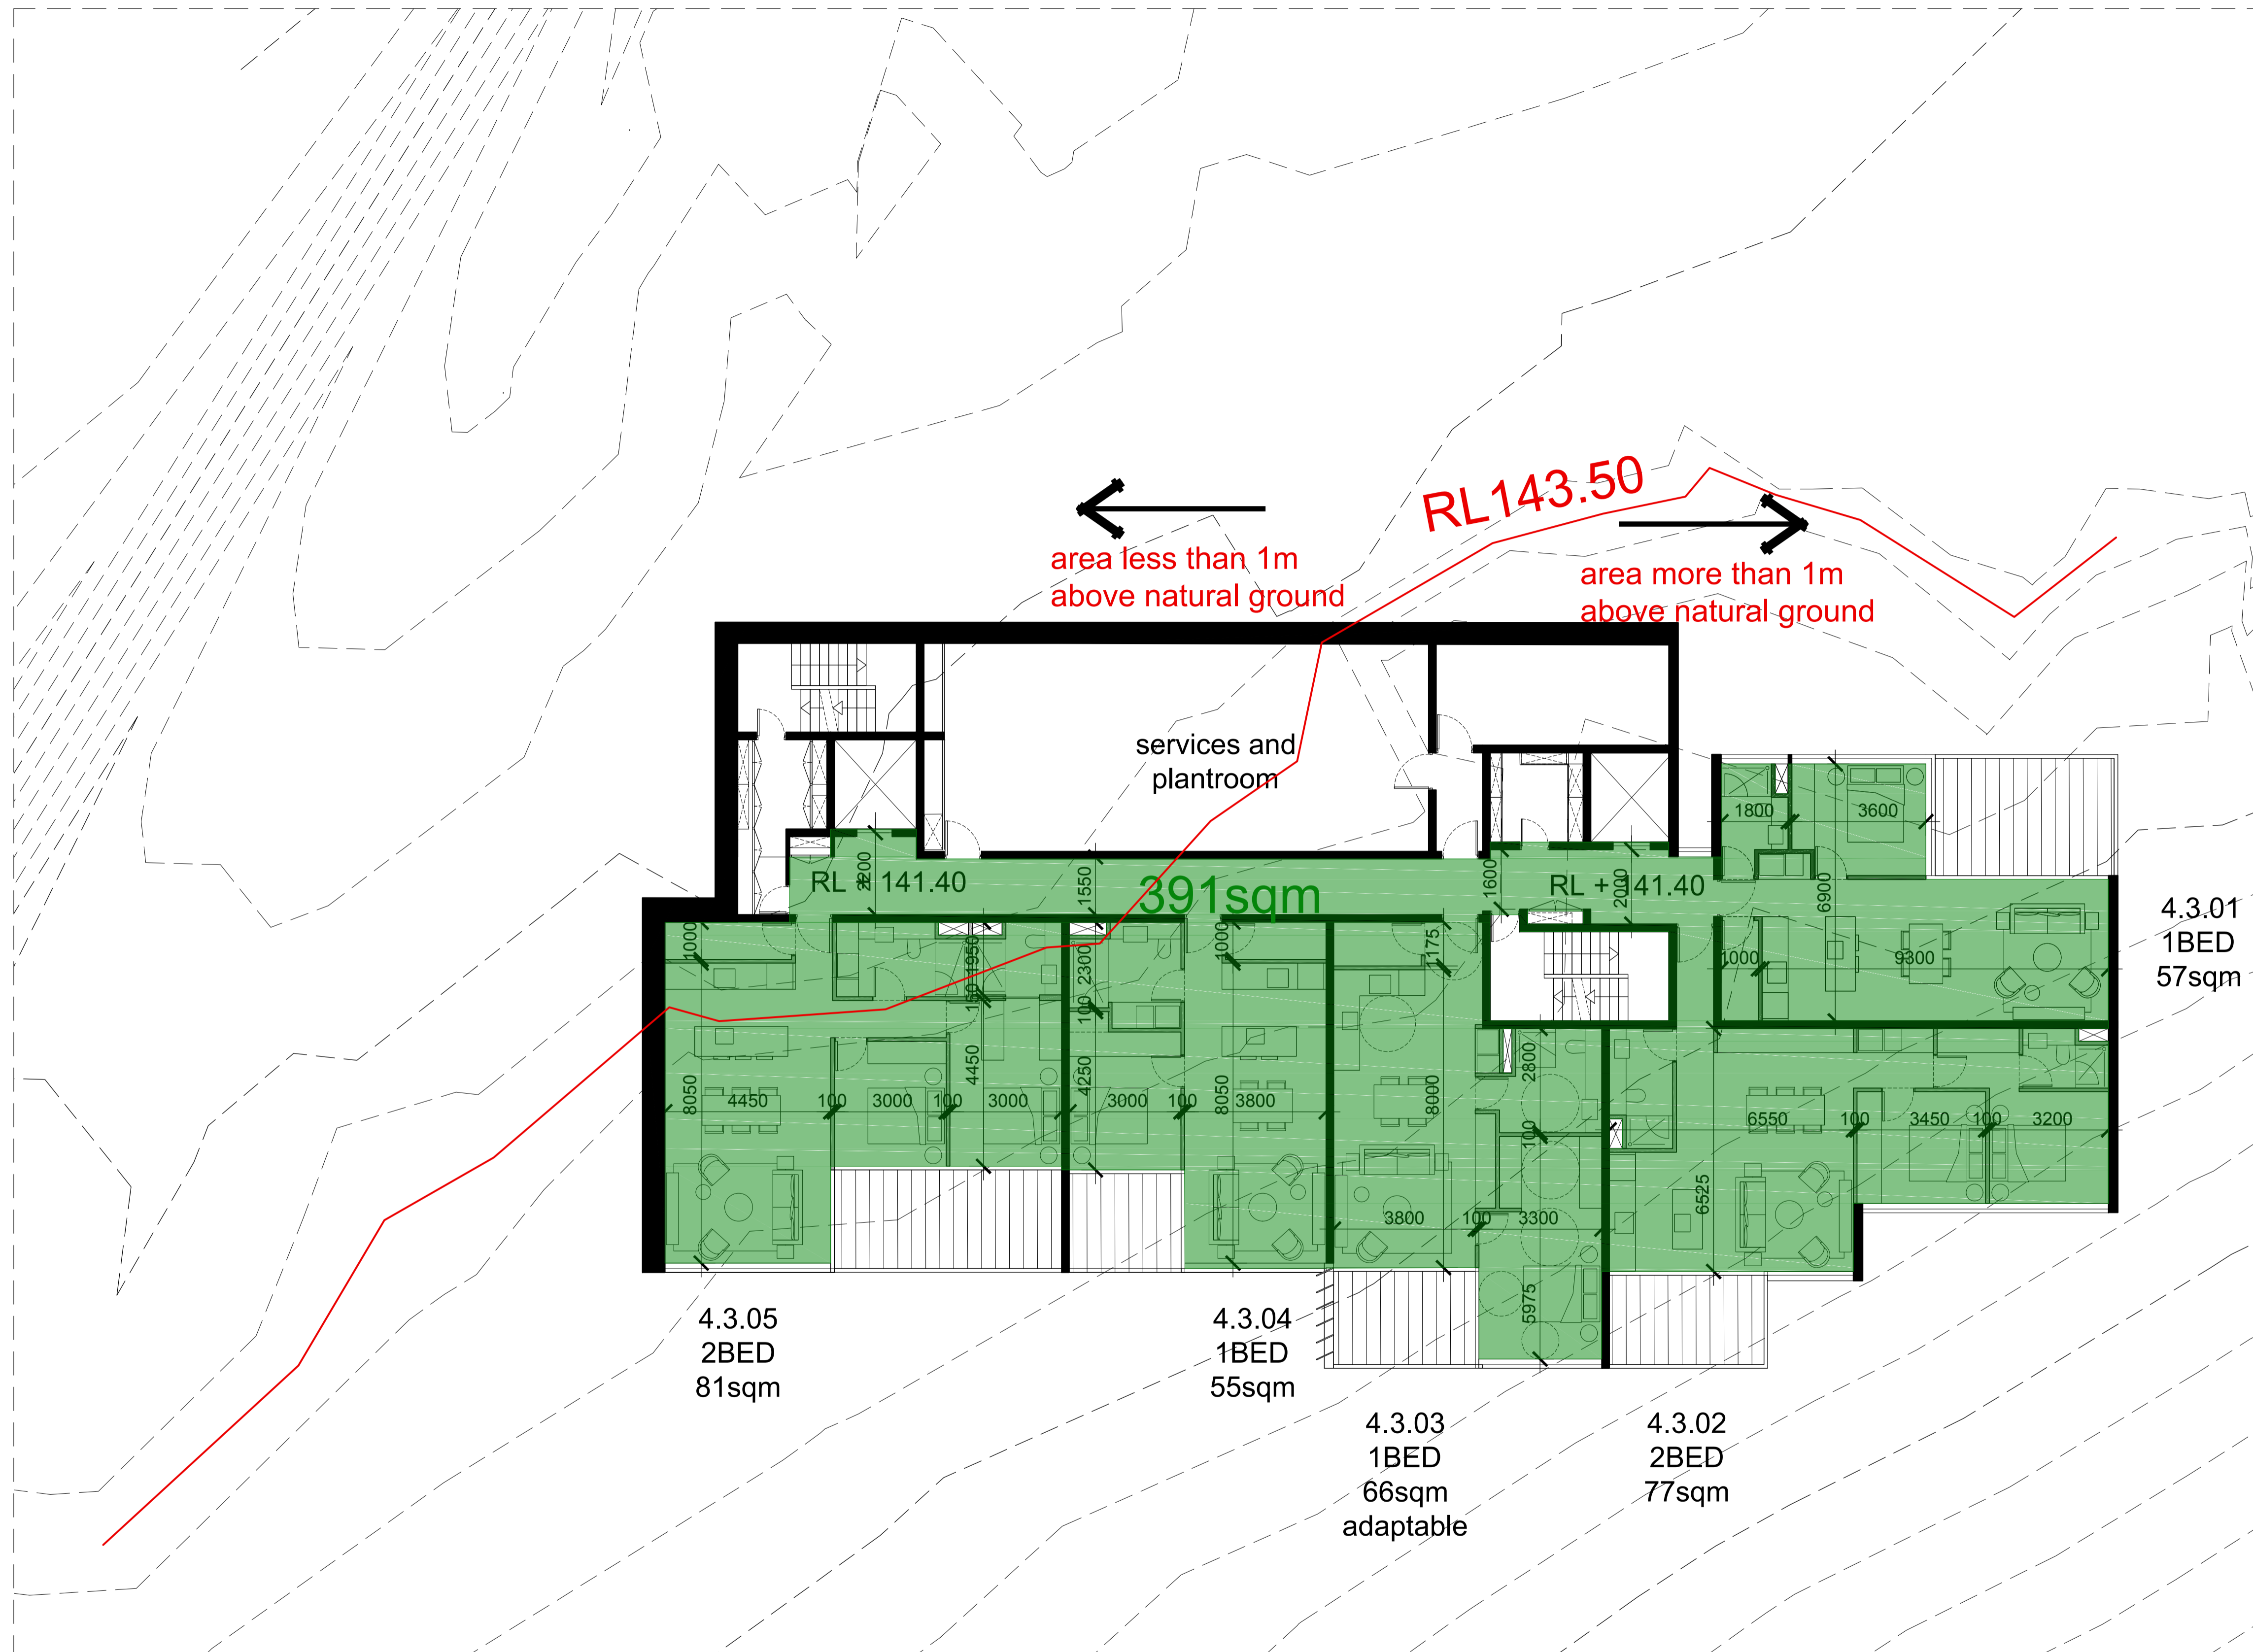 RL143.50
area less than 1m
above natural ground
area more than 1m
above natural ground
services and
plantroom
1800
3600
RL + 141.40
2200
1550
391sqm
1600
RL + 141.40
2000
6900
4.3.01
1BED
57sqm
1000
1950
2300
1000
1175
1000
9300
150
100
8050
4450
4250
8050
8000
2800
4450
100
3000
100
3000
3000
100
3800
100
6550
100
3450
100
3200
6525
3800
100
3300
5975
4.3.05
2BED
81sqm
4.3.04
1BED
55sqm
4.3.03
1BED
66sqm
adaptable
4.3.02
2BED
77sqm